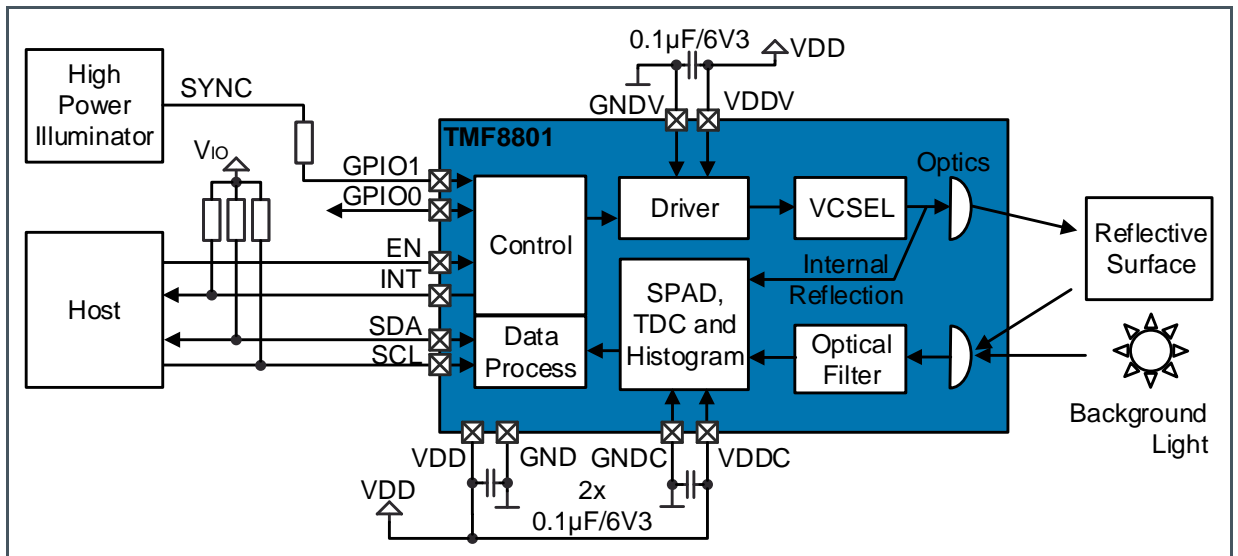 0.1µF/6V3
VDD
High
Power
Illuminator
SYNC
GNDV
VDDV
TMF8801
VIO
GPIO1
GPIO0
Optics
Driver
VCSEL
Control
Reflective
Surface
EN
INT
Internal
Reflection
Host
SPAD,
TDC and
Histogram
SDA
SCL
Data
Process
Optical
Filter
Background
Light
VDD
GND
GNDC
VDDC
VDD
2x
0.1µF/6V3